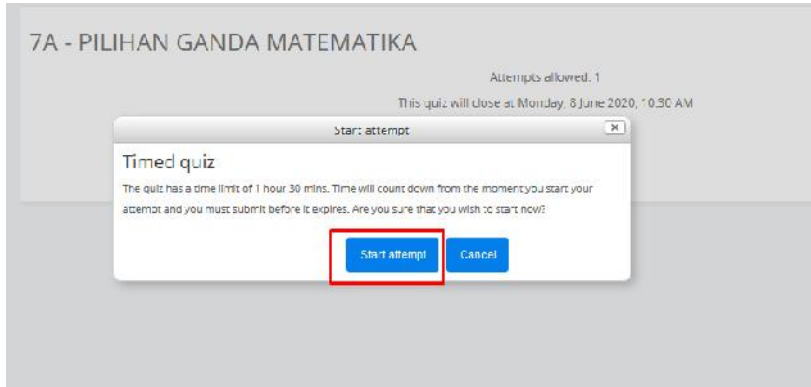 7A - PILIHAN GANDA MATEMATIKA
Attempts allowed: 1
This quiz will close at Monday, 8 June 2020, 10:30 AM
Start attempt
Timed quiz
The quiz has a time limit of 1 hour 30 mins. Time will count down from the moment you start your
attempt and you must submit before it expires. Are you sure that you wish to start now?
Start attempt
Cancel